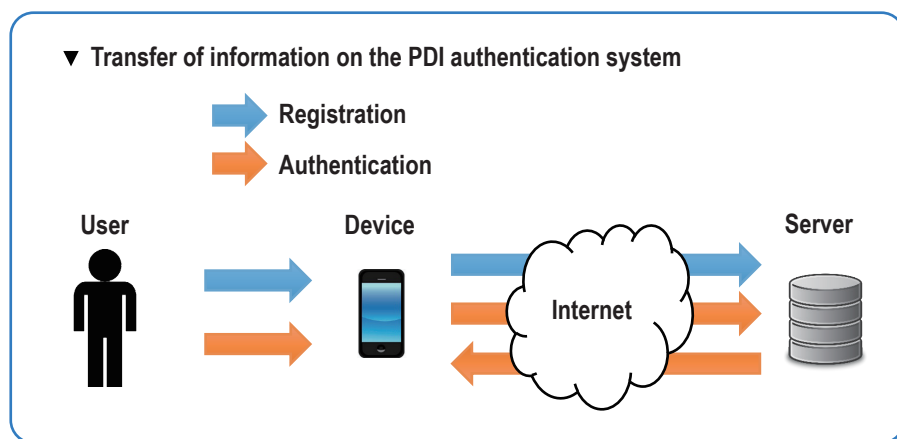 ▼ Transfer of information on the PDI authentication system
Registration
Authentication
User
Device
Server
Internet